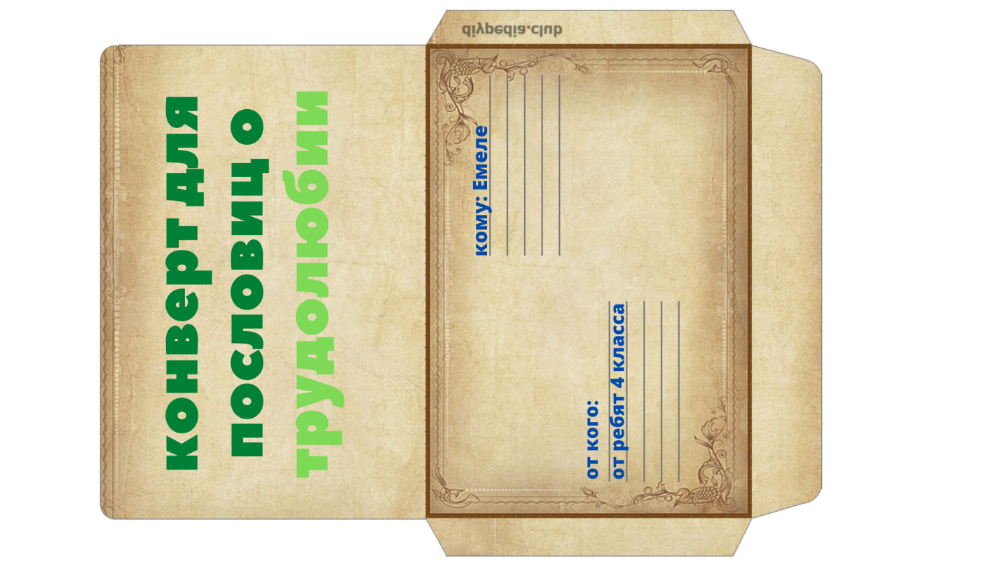 конверт для
пословиц о
трудолюбии
diypedia.club
кому: Емеле
от кого:
от ребят 4 класса